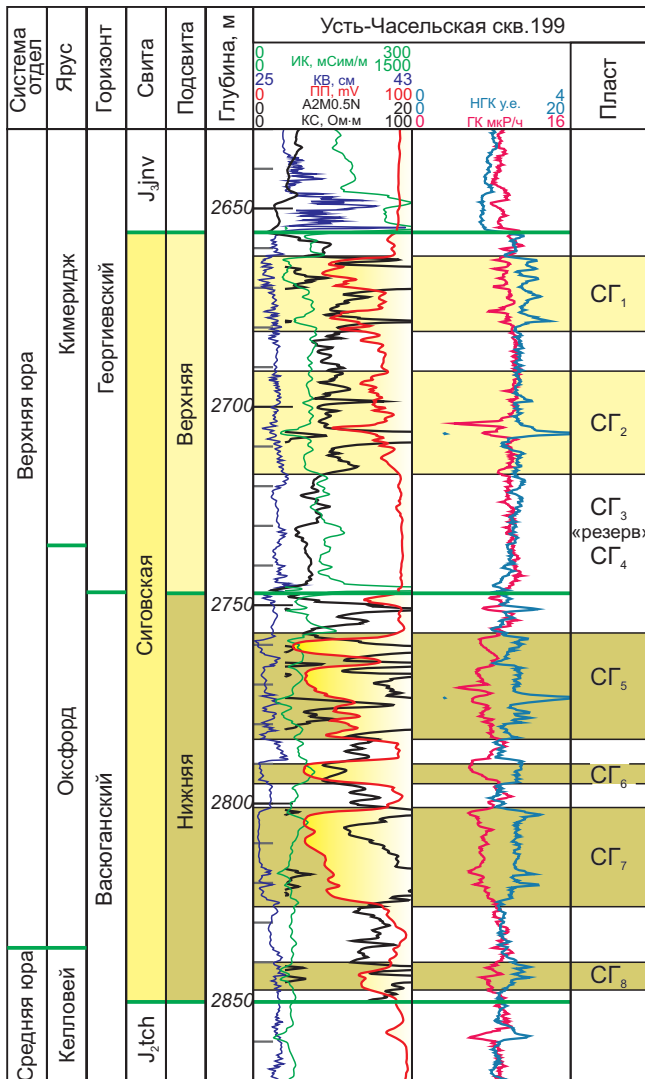 Система
отдел
Ярус
Горизонт
Свита
Подсвита
Глубина, м
Усть-Часельская скв.199
0 300
0 ИК, мСим/м 1500
25 КВ, см 43
0 ПП, mV 100
0 А2М0.5N 20
0 КС, Ом·м 100
0 4
0 НГК у.е. 20
0 ГК мкР/ч 16
Пласт
Верхняя юра
Средняя юра
Кимеридж
Оксфорд
Келловей
Георгиевский
Васюганский
J₃jnv
Сиговская
J₂tch
Верхняя
Нижняя
2650
2700
2750
2800
2850
СГ₁
СГ₂
СГ₃
«резерв»
СГ₄
СГ₅
СГ₆
СГ₇
СГ₈